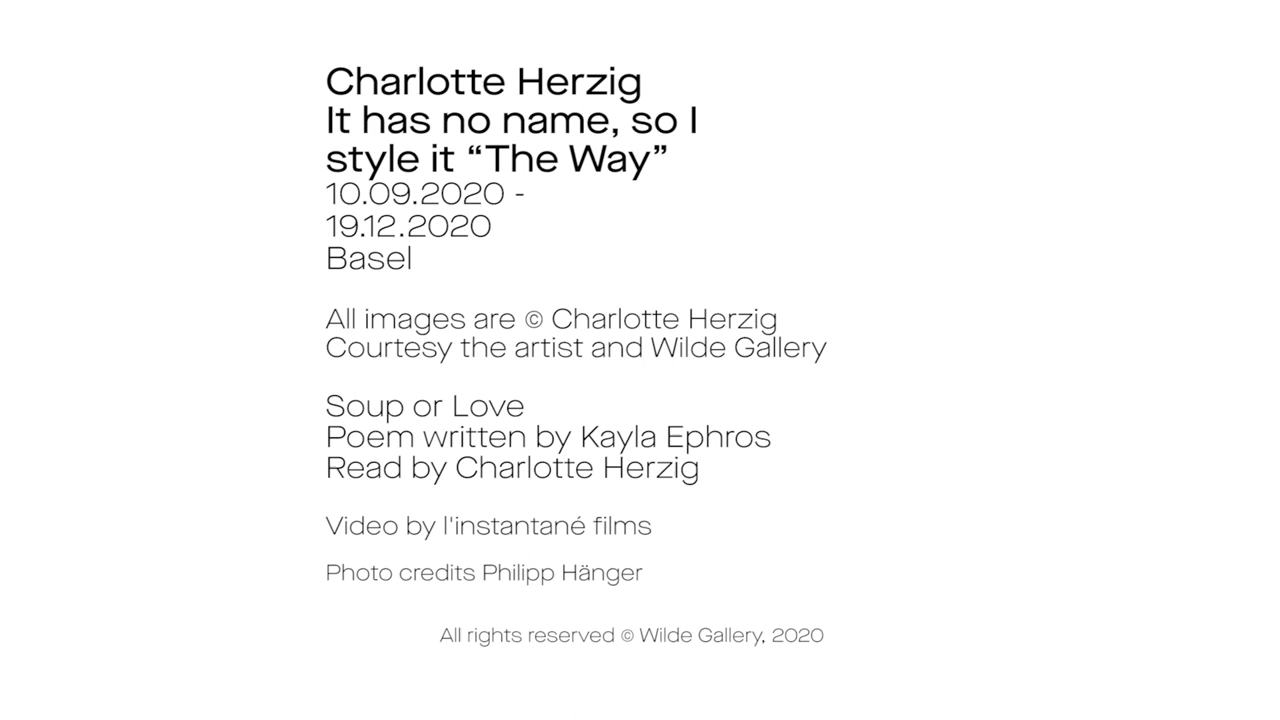 Charlotte Herzig
It has no name, so I
style it “The Way”
10.09.2020 -
19.12.2020
Basel
All images are © Charlotte Herzig
Courtesy the artist and Wilde Gallery
Soup or Love
Poem written by Kayla Ephros
Read by Charlotte Herzig
Video by l'instantané films
Photo credits Philipp Hänger
All rights reserved © Wilde Gallery, 2020